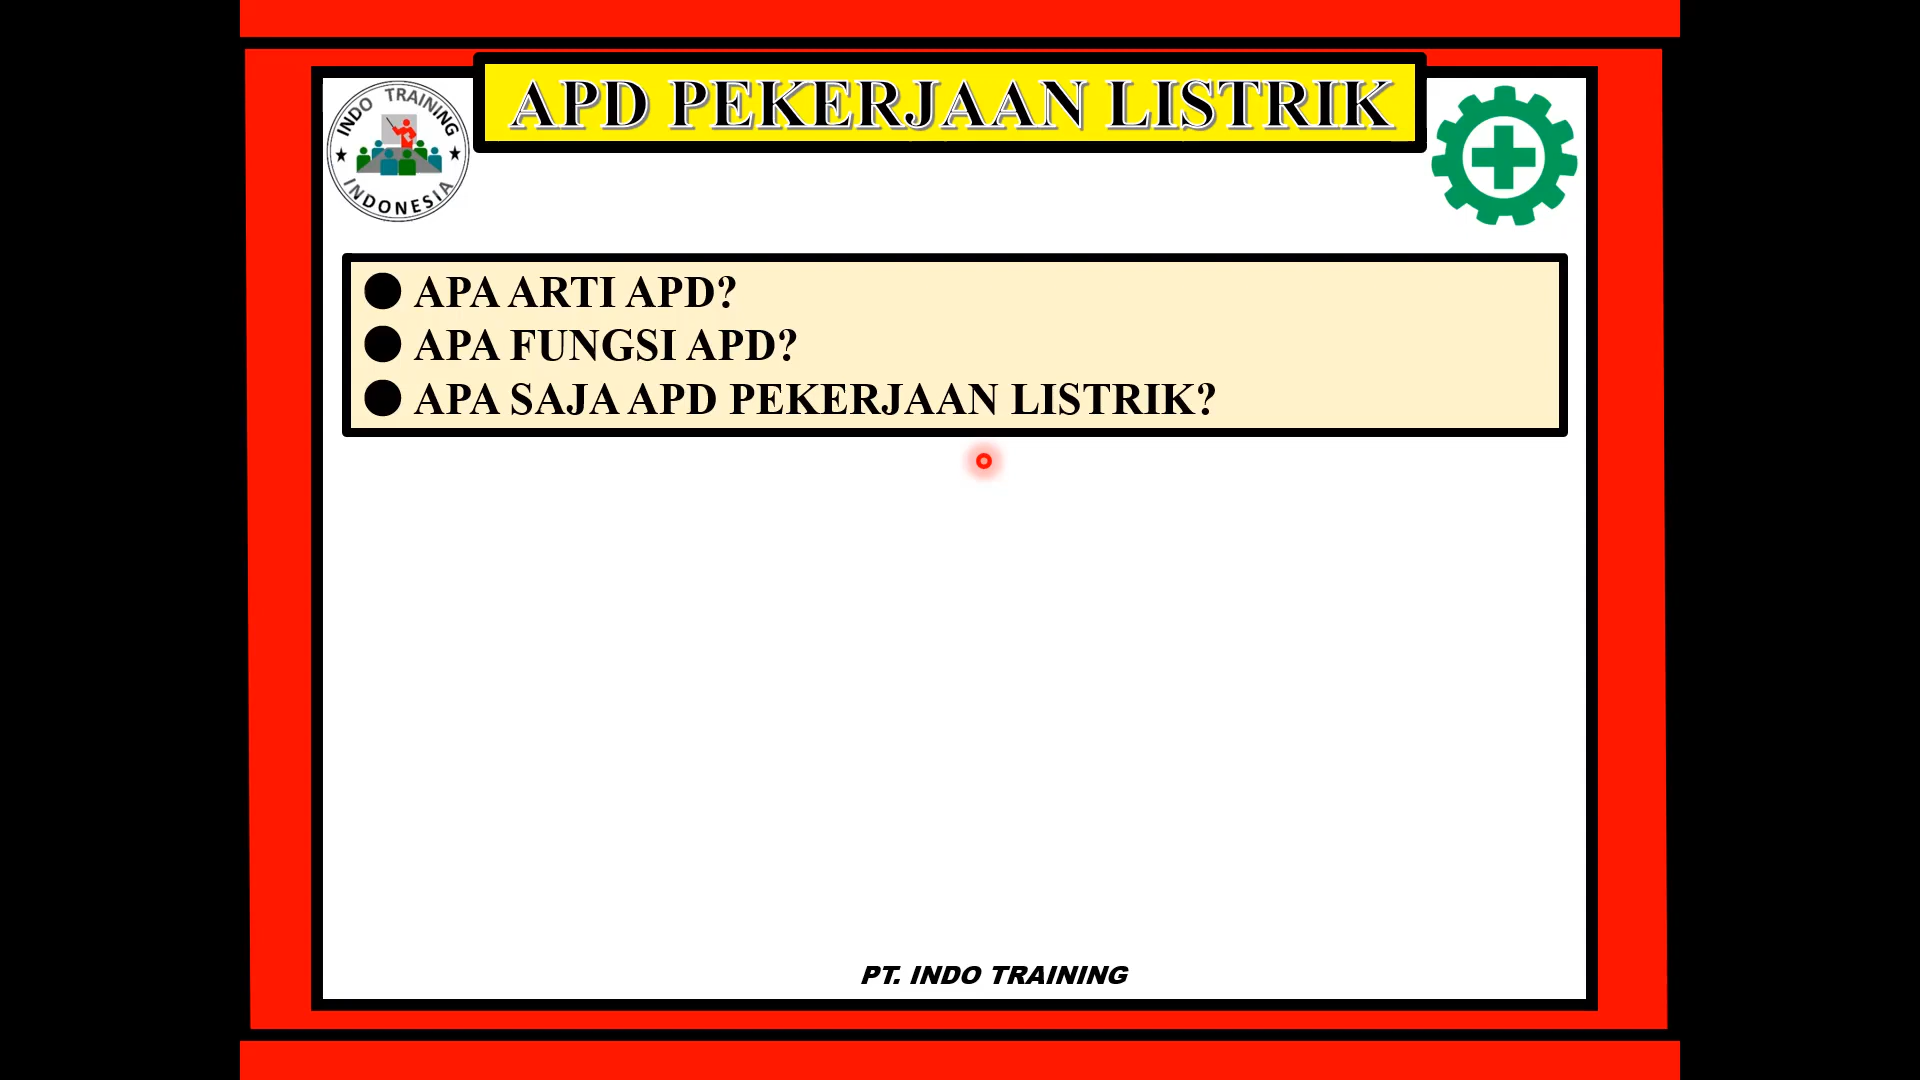 APD PEKERJAAN LISTRIK
INDO TRAINING
INDONESIA
● APA ARTI APD?
● APA FUNGSI APD?
● APA SAJA APD PEKERJAAN LISTRIK?
PT. INDO TRAINING